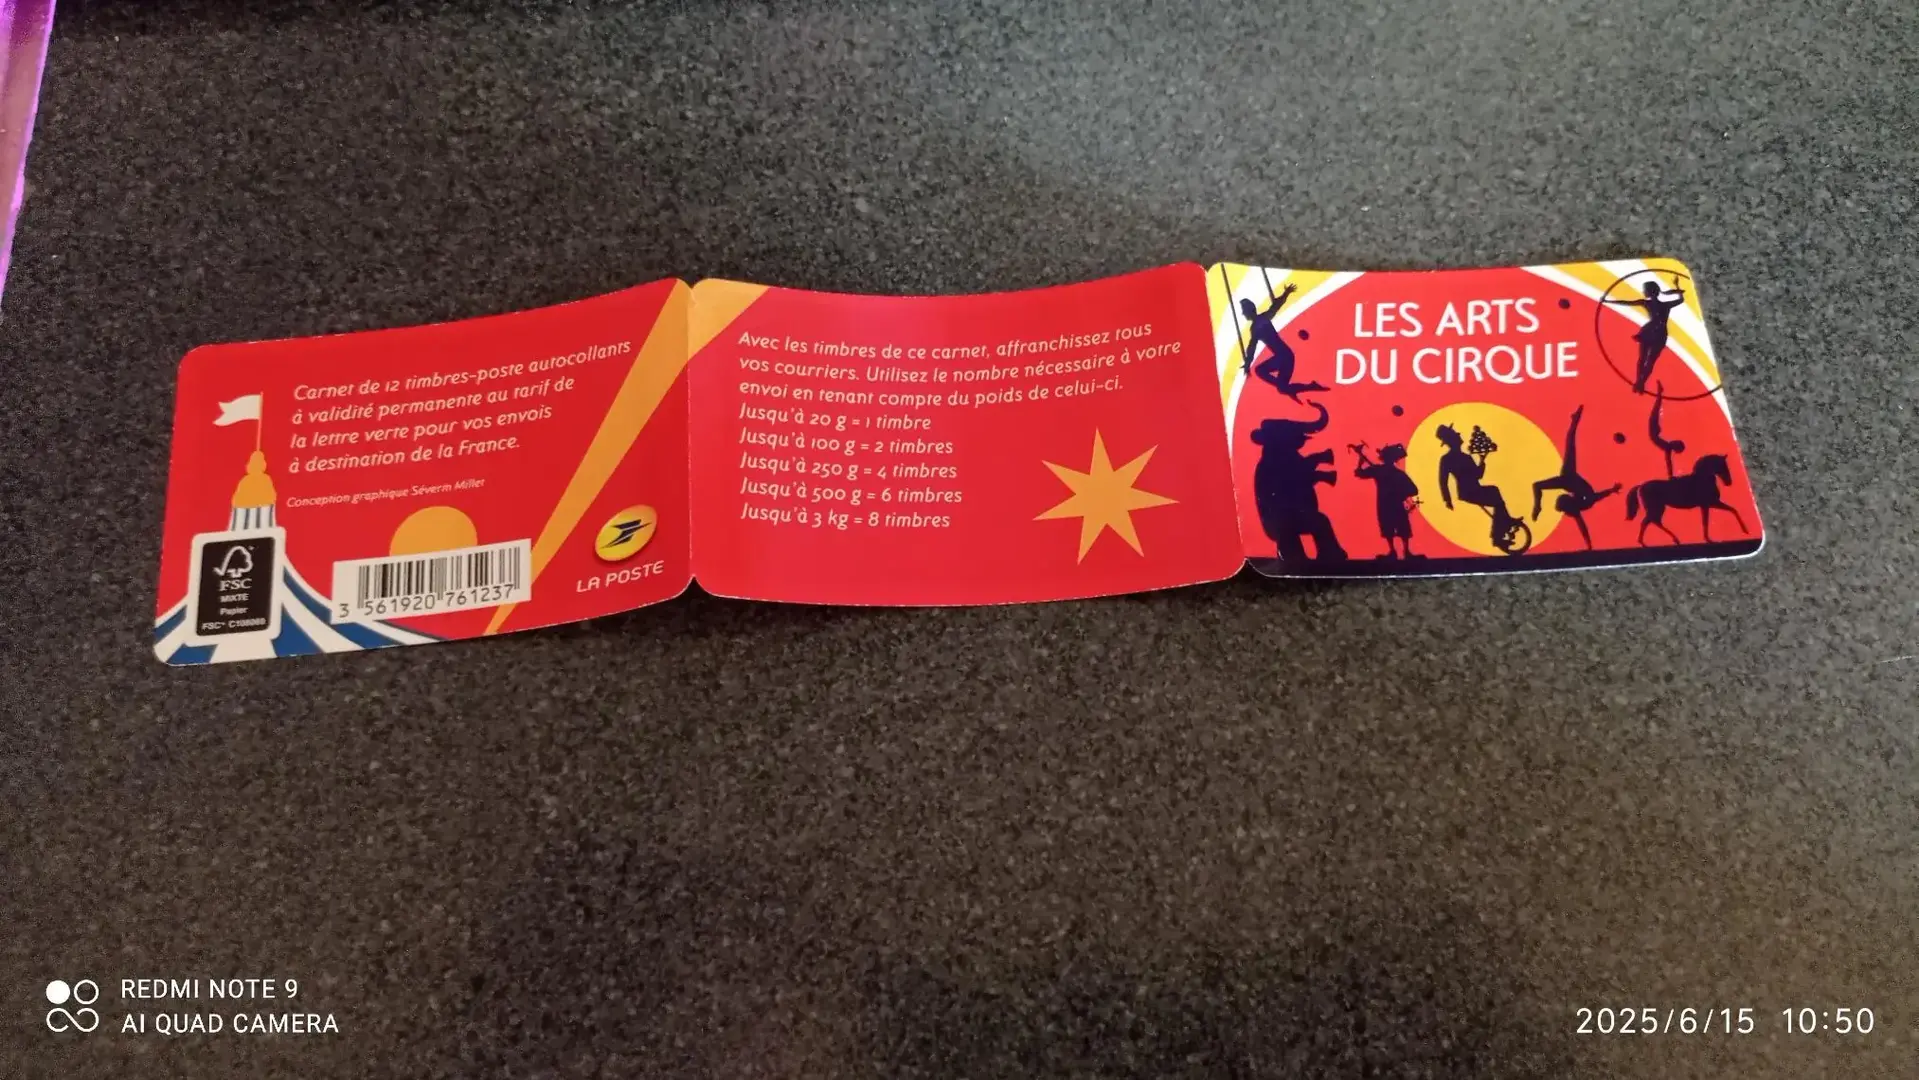 Carnet de 12 timbres-poste autocollants
à validité permanente au tarif de
la lettre verte pour vos envois
à destination de la France.
Conception graphique Séverin Millet
FSC
MIXTE
Papier
FSC® C108069
3 561920 761237
LA POSTE
Avec les timbres de ce carnet, affranchissez tous
vos courriers. Utilisez le nombre nécessaire à votre
envoi en tenant compte du poids de celui-ci.
Jusqu'à 20 g = 1 timbre
Jusqu'à 100 g = 2 timbres
Jusqu'à 250 g = 4 timbres
Jusqu'à 500 g = 6 timbres
Jusqu'à 3 kg = 8 timbres
LES ARTS
DU CIRQUE
REDMI NOTE 9
AI QUAD CAMERA
2025/6/15 10:50